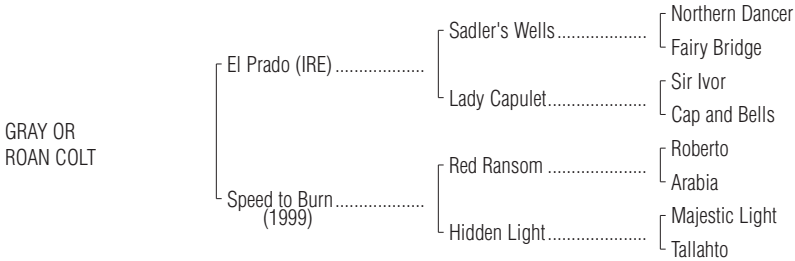 Northern Dancer
Sadler's Wells....................
Fairy Bridge
El Prado (IRE) ....................
Sir Ivor
Lady Capulet......................
Cap and Bells
GRAY OR
ROAN COLT
Roberto
Red Ransom ......................
Arabia
Speed to Burn....................
(1999)
Majestic Light
Hidden Light......................
Tallahto